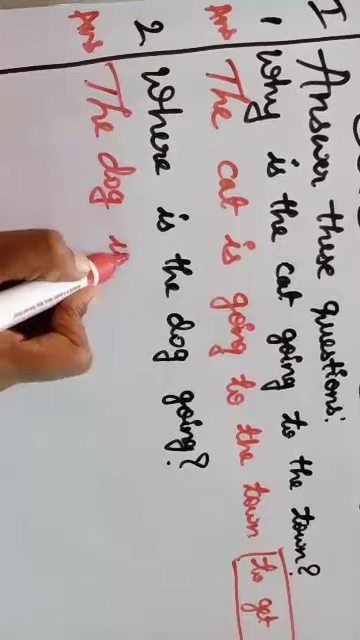 I Answer these questions:
1 Why is the cat going to the town?
Ans The cat is going to the town to get
2 Where is the dog going?
Ans The dog